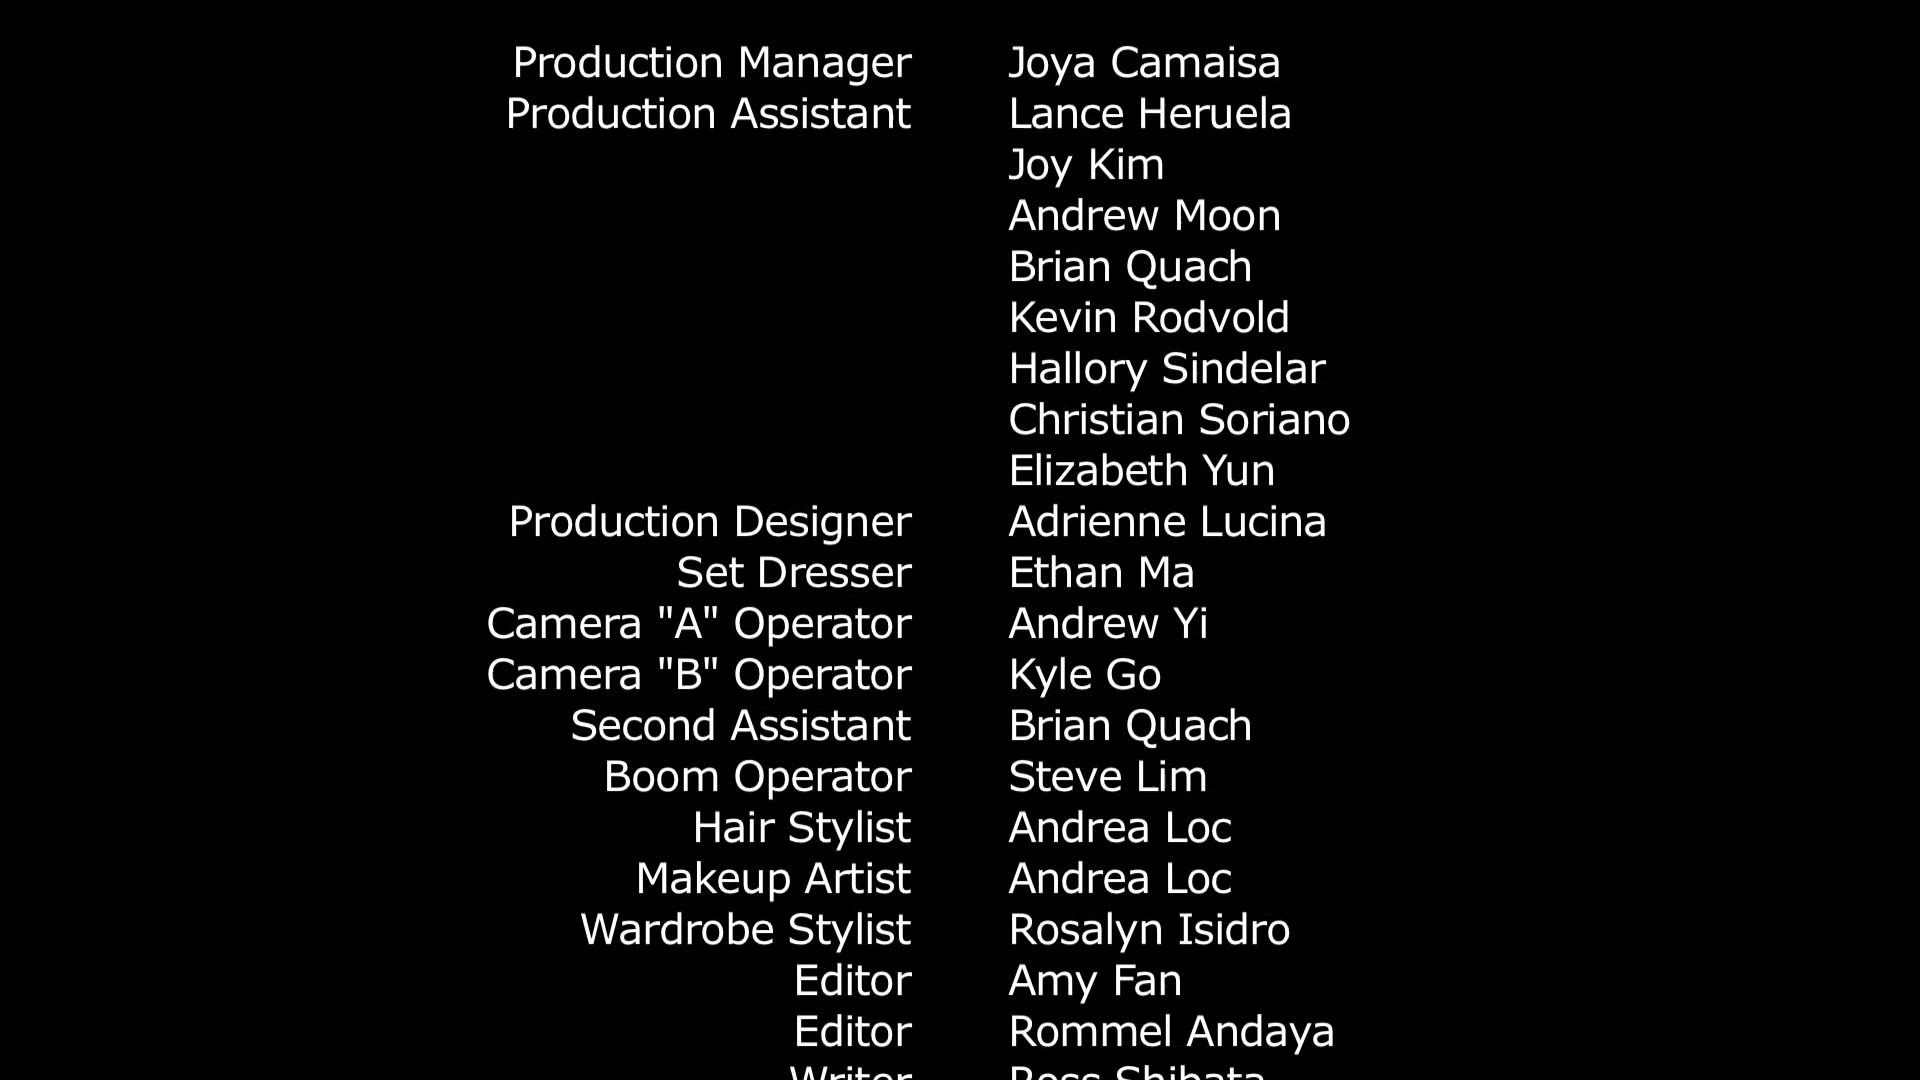 Production Manager Joya Camaisa
Production Assistant Lance Heruela
Joy Kim
Andrew Moon
Brian Quach
Kevin Rodvold
Hallory Sindelar
Christian Soriano
Elizabeth Yun
Production Designer Adrienne Lucina
Set Dresser Ethan Ma
Camera "A" Operator Andrew Yi
Camera "B" Operator Kyle Go
Second Assistant Brian Quach
Boom Operator Steve Lim
Hair Stylist Andrea Loc
Makeup Artist Andrea Loc
Wardrobe Stylist Rosalyn Isidro
Editor Amy Fan
Editor Rommel Andaya
Writer Ross Shibata